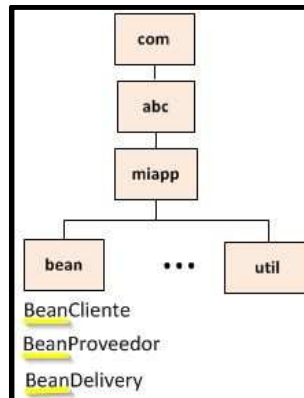 com
abc
miapp
bean
••• 
util
BeanCliente
BeanProveedor
BeanDelivery